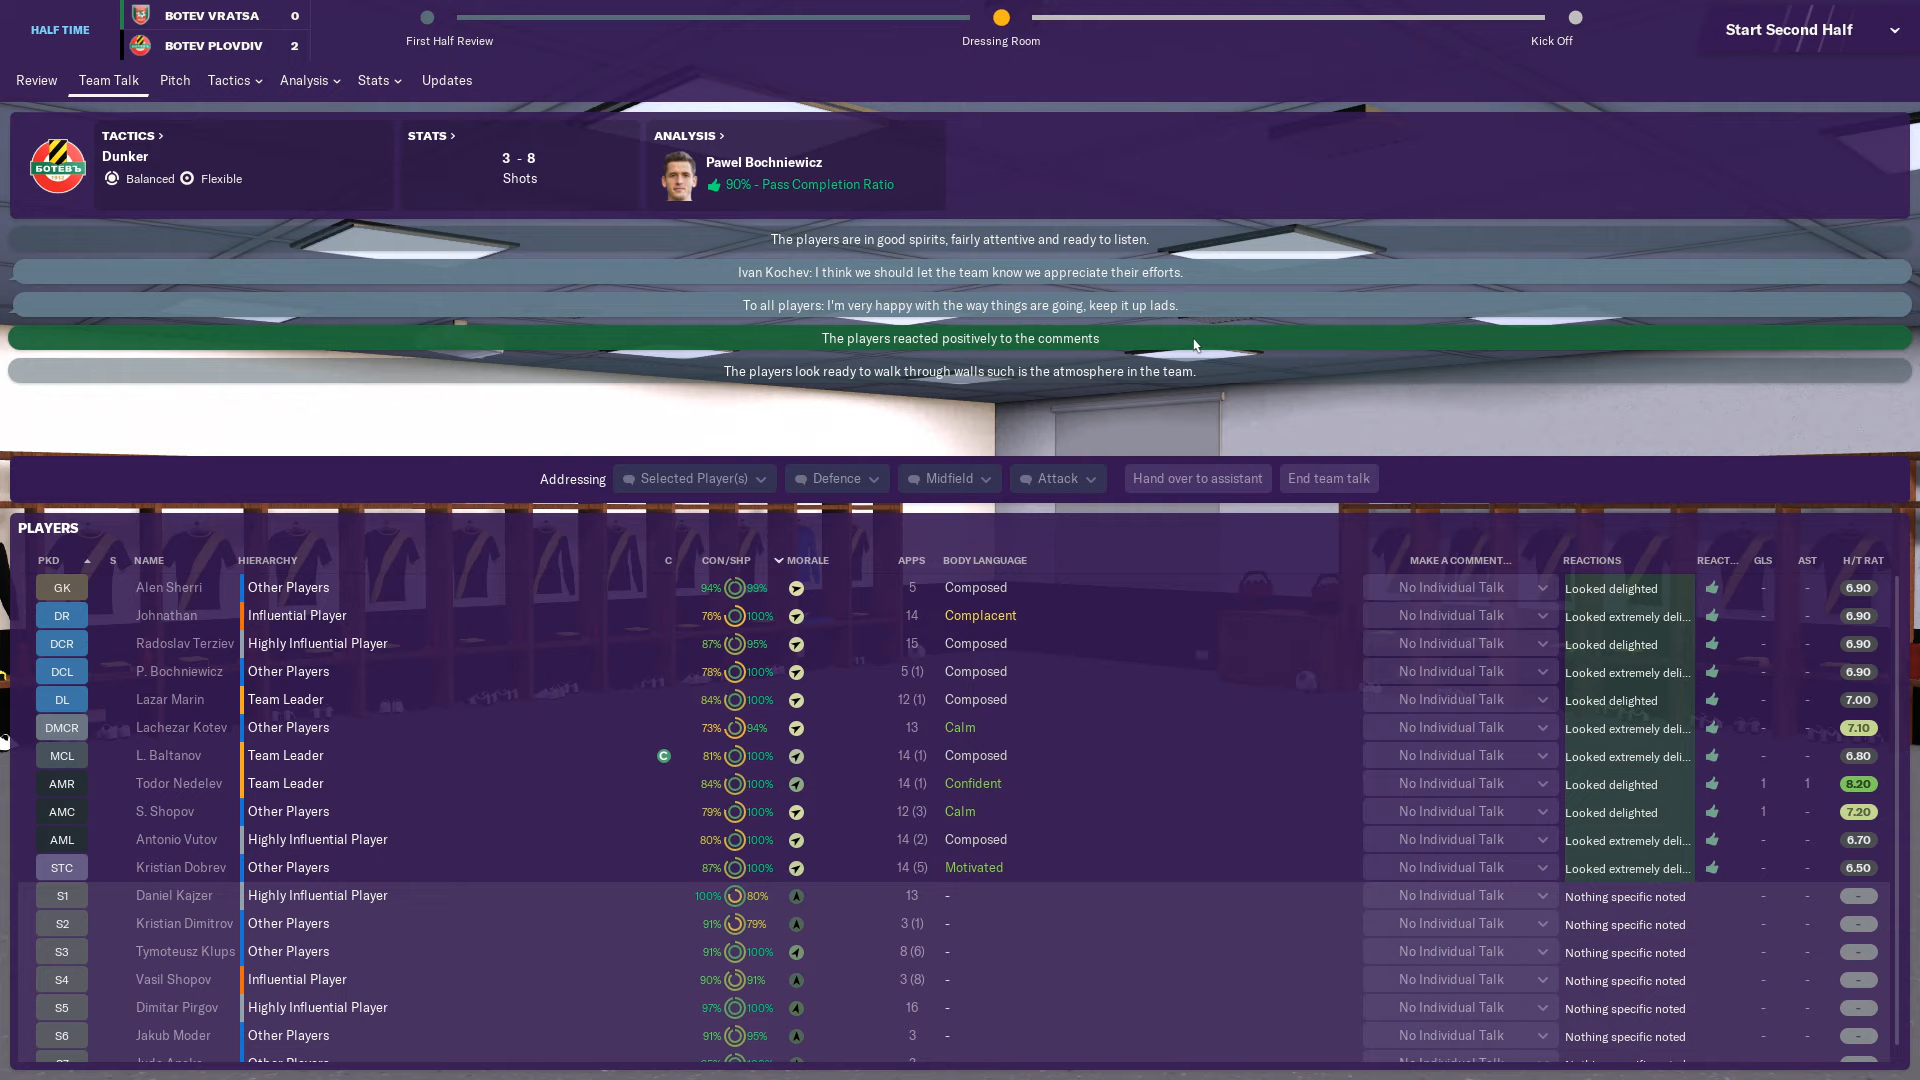 HALF TIME
BOTEV VRATSA 0
BOTEV PLOVDIV 2
First Half Review
Dressing Room
Kick Off
Start Second Half
Review Team Talk Pitch Tactics Analysis Stats Updates
БОТЕВЪ
1912
TACTICS >
Dunker
Balanced Flexible
STATS >
3 - 8
Shots
ANALYSIS >
Pawel Bochniewicz
90% - Pass Completion Ratio
The players are in good spirits, fairly attentive and ready to listen.
Ivan Kochev: I think we should let the team know we appreciate their efforts.
To all players: I'm very happy with the way things are going, keep it up lads.
The players reacted positively to the comments
The players look ready to walk through walls such is the atmosphere in the team.
Addressing Selected Player(s) Defence Midfield Attack Hand over to assistant End team talk
PLAYERS
PKD S NAME HIERARCHY C CON/SHP MORALE APPS BODY LANGUAGE MAKE A COMMENT... REACTIONS REACT... GLS AST H/T RAT
GK Alen Sherri Other Players 94% 99% 5 Composed No Individual Talk Looked delighted - - 6.90
DR Johnathan Influential Player 76% 100% 14 Complacent No Individual Talk Looked extremely deli... - - 6.90
DCR Radoslav Terziev Highly Influential Player 87% 95% 15 Composed No Individual Talk Looked delighted - - 6.90
DCL P. Bochniewicz Other Players 78% 100% 5 (1) Composed No Individual Talk Looked extremely deli... - - 6.90
DL Lazar Marin Team Leader 84% 100% 12 (1) Composed No Individual Talk Looked delighted - - 7.00
DMCR Lachezar Kotev Other Players 73% 94% 13 Calm No Individual Talk Looked extremely deli... - - 7.10
MCL L. Baltanov Team Leader C 81% 100% 14 (1) Composed No Individual Talk Looked extremely deli... - - 6.80
AMR Todor Nedelev Team Leader 84% 100% 14 (1) Confident No Individual Talk Looked delighted 1 1 8.20
AMC S. Shopov Other Players 79% 100% 12 (3) Calm No Individual Talk Looked delighted 1 - 7.20
AML Antonio Vutov Highly Influential Player 80% 100% 14 (2) Composed No Individual Talk Looked extremely deli... - - 6.70
STC Kristian Dobrev Other Players 87% 100% 14 (5) Motivated No Individual Talk Looked extremely deli... - - 6.50
S1 Daniel Kajzer Highly Influential Player 100% 80% 13 - No Individual Talk Nothing specific noted - - -
S2 Kristian Dimitrov Other Players 91% 79% 3 (1) - No Individual Talk Nothing specific noted - - -
S3 Tymoteusz Klups Other Players 91% 100% 8 (6) - No Individual Talk Nothing specific noted - - -
S4 Vasil Shopov Influential Player 90% 91% 3 (8) - No Individual Talk Nothing specific noted - - -
S5 Dimitar Pirgov Highly Influential Player 97% 100% 16 - No Individual Talk Nothing specific noted - - -
S6 Jakub Moder Other Players 91% 95% 3 - No Individual Talk Nothing specific noted - - -
Other Players No Individual Talk Nothing specific noted